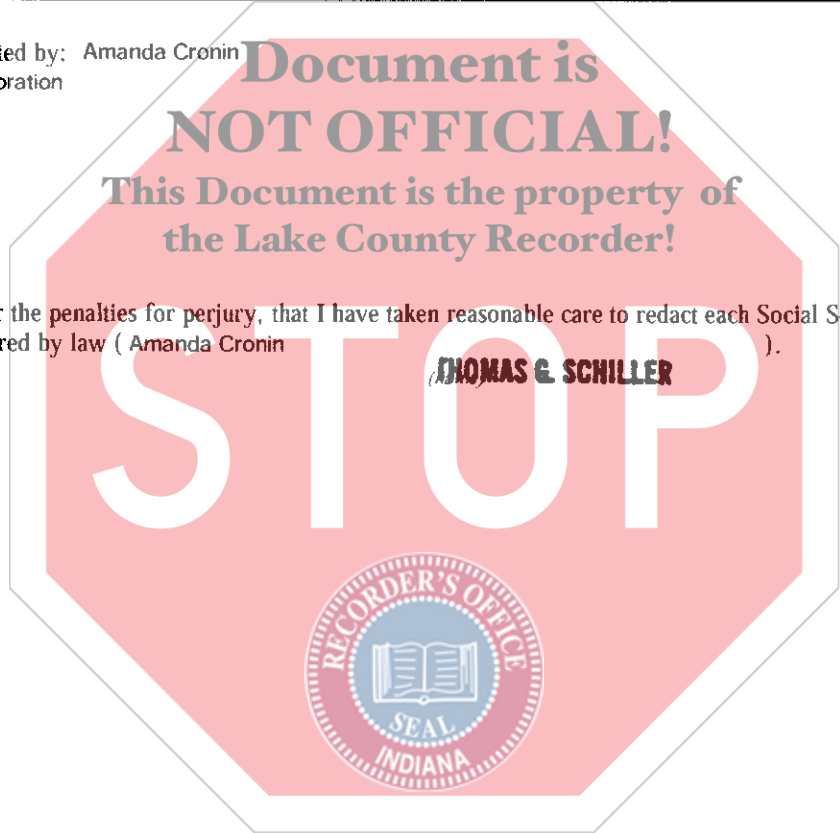 ted by: Amanda Cronin
oration
Document is
NOT OFFICIAL!
This Document is the property of
the Lake County Recorder!
r the penalties for perjury, that I have taken reasonable care to redact each Social S
red by law ( Amanda Cronin ).
THOMAS G. SCHILLER
STOP
RECORDER'S OFFICE
SEAL
INDIANA